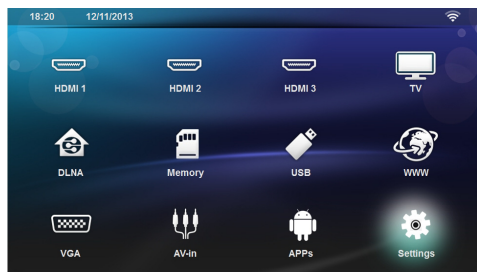 18:20 12/11/2013
HDMI 1 HDMI 2 HDMI 3 TV
DLNA Memory USB WWW
VGA AV-in APPs Settings